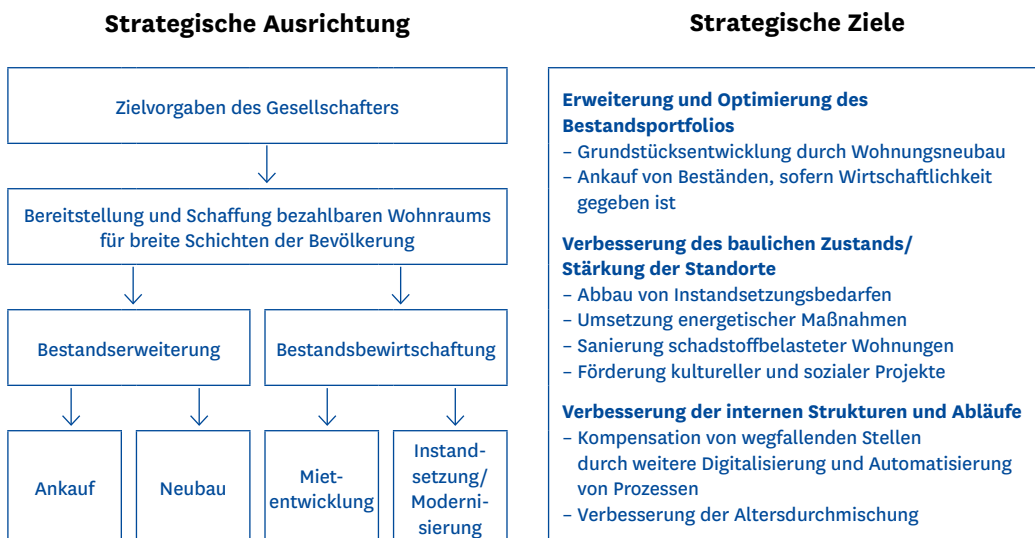 Strategische Ausrichtung
Zielvorgaben des Gesellschafters
Bereitstellung und Schaffung bezahlbaren Wohnraums
für breite Schichten der Bevölkerung
Bestandserweiterung
Bestandsbewirtschaftung
Ankauf
Neubau
Miet-
entwicklung
Instand-
setzung/
Moderni-
sierung
Strategische Ziele
Erweiterung und Optimierung des
Bestandsportfolios
– Grundstücksentwicklung durch Wohnungsneubau
– Ankauf von Beständen, sofern Wirtschaftlichkeit
gegeben ist
Verbesserung des baulichen Zustands/
Stärkung der Standorte
– Abbau von Instandsetzungsbedarfen
– Umsetzung energetischer Maßnahmen
– Sanierung schadstoffbelasteter Wohnungen
– Förderung kultureller und sozialer Projekte
Verbesserung der internen Strukturen und Abläufe
– Kompensation von wegfallenden Stellen
durch weitere Digitalisierung und Automatisierung
von Prozessen
– Verbesserung der Altersdurchmischung